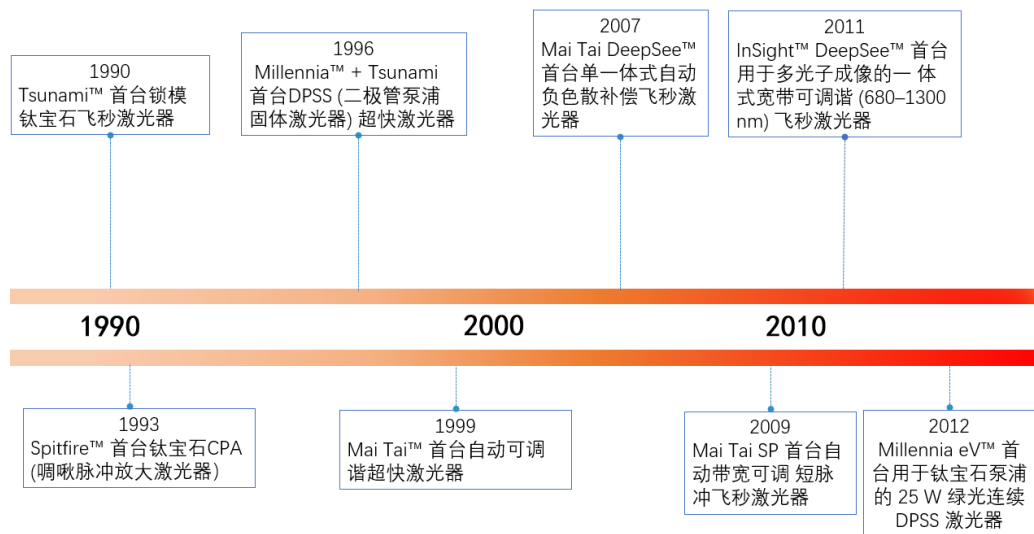 1990
Tsunami™ 首台锁模
钛宝石飞秒激光器
1996
Millennia™ + Tsunami
首台DPSS (二极管泵浦
固体激光器) 超快激光器
2007
Mai Tai DeepSee™
首台单一体式自动
负色散补偿飞秒激
光器
2011
InSight™ DeepSee™ 首台
用于多光子成像的一 体
式宽带可调谐 (680–1300
nm) 飞秒激光器
1990
2000
2010
1993
Spitfire™ 首台钛宝石CPA
(啁啾脉冲放大激光器）
1999
Mai Tai™ 首台自动可调
谐超快激光器
2009
Mai Tai SP 首台自
动带宽可调 短脉
冲飞秒激光器
2012
Millennia eV™ 首
台用于钛宝石泵浦
的 25 W 绿光连续
DPSS 激光器